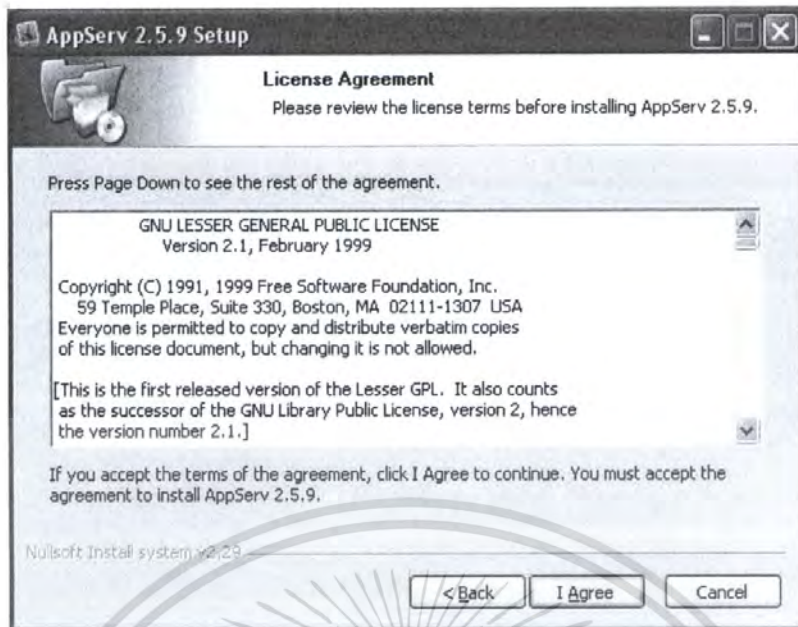 AppServ 2.5.9 Setup
License Agreement
Please review the license terms before installing AppServ 2.5.9.
Press Page Down to see the rest of the agreement.
GNU LESSER GENERAL PUBLIC LICENSE
Version 2.1, February 1999
Copyright (C) 1991, 1999 Free Software Foundation, Inc.
59 Temple Place, Suite 330, Boston, MA 02111-1307 USA
Everyone is permitted to copy and distribute verbatim copies
of this license document, but changing it is not allowed.
[This is the first released version of the Lesser GPL. It also counts
as the successor of the GNU Library Public License, version 2, hence
the version number 2.1.]
If you accept the terms of the agreement, click I Agree to continue. You must accept the
agreement to install AppServ 2.5.9.
Nullsoft Install system v2.29
< Back I Agree Cancel